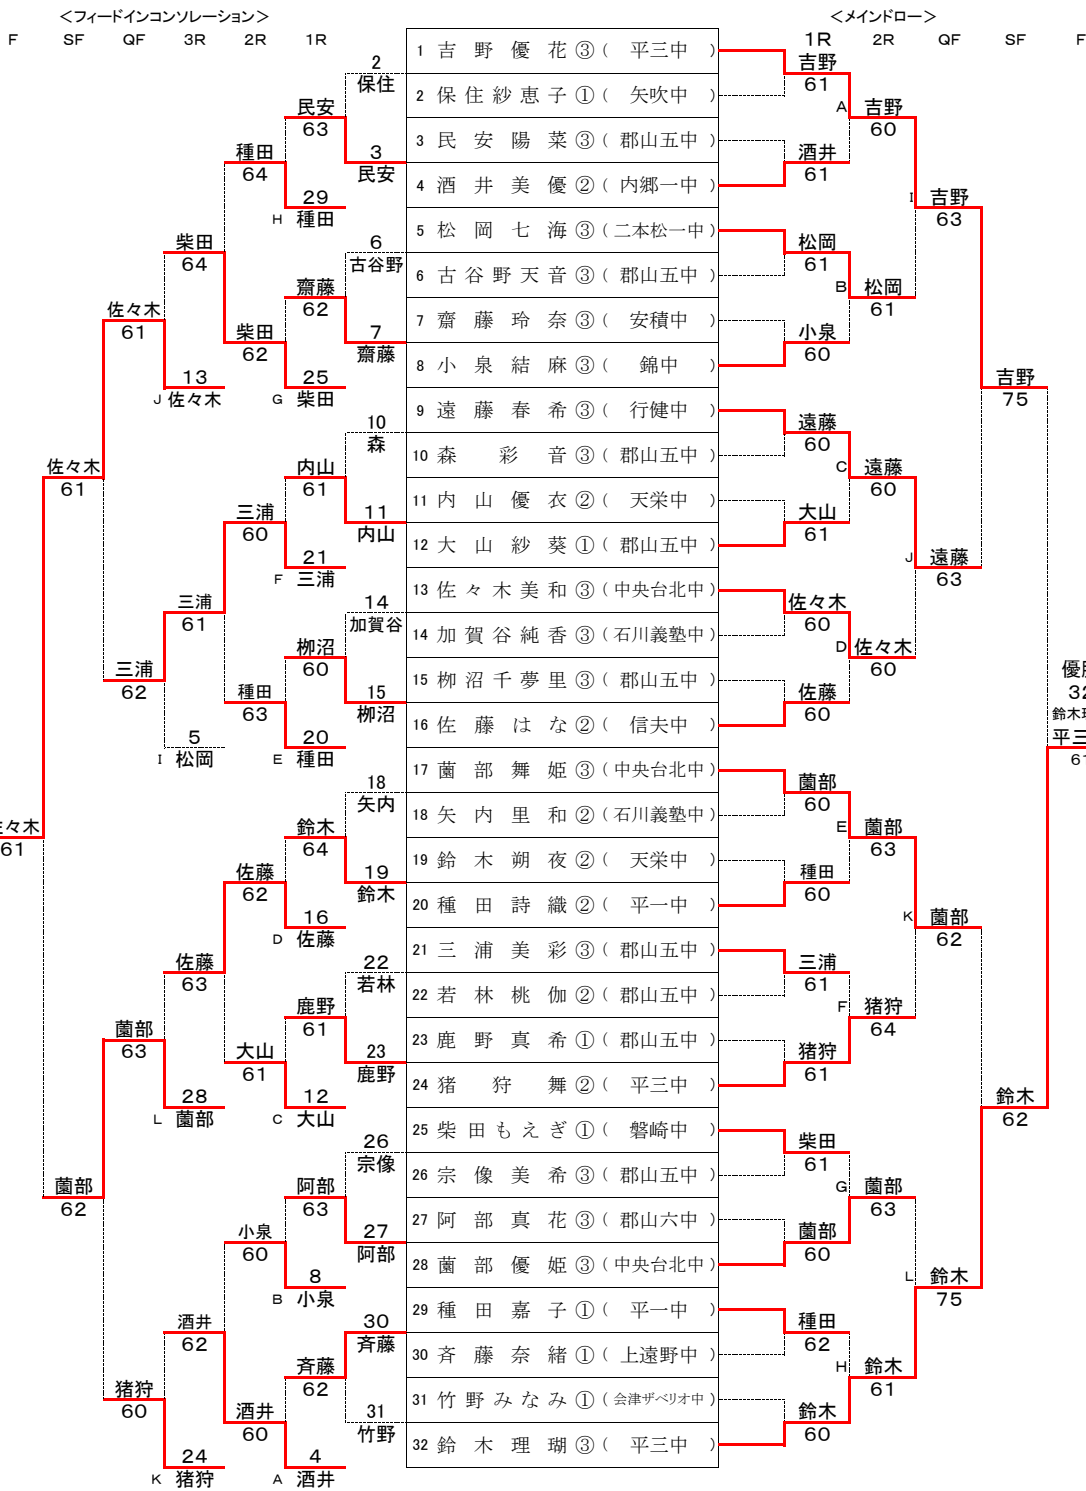 ＜フィードインコンソレーション＞
＜メインドロー＞
F SF QF 3R 2R 1R
1R 2R QF SF F
1 吉野優花 ③ ( 平三中 )
2 保住紗恵子 ① ( 矢吹中 )
3 民安陽菜 ③ ( 郡山五中 )
4 酒井美優 ② ( 内郷一中 )
5 松岡七海 ③ ( 二本松一中 )
6 古谷野天音 ③ ( 郡山五中 )
7 齋藤玲奈 ③ ( 安積中 )
8 小泉結麻 ③ ( 錦中 )
9 遠藤春希 ③ ( 行健中 )
10 森彩音 ③ ( 郡山五中 )
11 内山優衣 ② ( 天栄中 )
12 大山紗葵 ① ( 郡山五中 )
13 佐々木美和 ③ ( 中央台北中 )
14 加賀谷純香 ③ ( 石川義塾中 )
15 栁沼千夢里 ③ ( 郡山五中 )
16 佐藤はな ② ( 信夫中 )
17 薗部舞姫 ③ ( 中央台北中 )
18 矢内里和 ② ( 石川義塾中 )
19 鈴木朔夜 ② ( 天栄中 )
20 種田詩織 ② ( 平一中 )
21 三浦美彩 ③ ( 郡山五中 )
22 若林桃伽 ② ( 郡山五中 )
23 鹿野真希 ① ( 郡山五中 )
24 猪狩舞 ② ( 平三中 )
25 柴田もえぎ ① ( 磐崎中 )
26 宗像美希 ③ ( 郡山五中 )
27 阿部真花 ③ ( 郡山六中 )
28 薗部優姫 ③ ( 中央台北中 )
29 種田嘉子 ① ( 平一中 )
30 斉藤奈緒 ① ( 上遠野中 )
31 竹野みなみ ① ( 会津ザベリオ中 )
32 鈴木理瑚 ③ ( 平三中 )
2
保住
3
民安
6
古谷野
7
齋藤
10
森
11
内山
14
加賀谷
15
栁沼
18
矢内
19
鈴木
22
若林
23
鹿野
26
宗像
27
阿部
30
斉藤
31
竹野
民安
63
29
H 種田
齋藤
62
25
G 柴田
内山
61
21
F 三浦
栁沼
60
20
E 種田
鈴木
64
16
D 佐藤
鹿野
61
12
C 大山
阿部
63
8
B 小泉
斉藤
62
4
A 酒井
種田
64
柴田
62
三浦
60
種田
63
佐藤
62
大山
61
小泉
60
酒井
60
柴田
64
13
J 佐々木
三浦
61
5
I 松岡
佐藤
63
28
L 薗部
酒井
62
24
K 猪狩
佐々木
61
三浦
62
薗部
63
猪狩
60
佐々木
61
薗部
62
々木
61
吉野
61
酒井
61
松岡
61
小泉
60
遠藤
60
大山
61
佐々木
60
佐藤
60
薗部
60
種田
60
三浦
61
猪狩
61
柴田
61
薗部
60
種田
62
鈴木
60
A 吉野
60
B 松岡
61
C 遠藤
60
D 佐々木
60
E 薗部
63
F 猪狩
64
G 薗部
63
H 鈴木
61
I 吉野
63
J 遠藤
63
K 薗部
62
L 鈴木
75
吉野
75
鈴木
62
優勝
32
鈴木理
平三
61